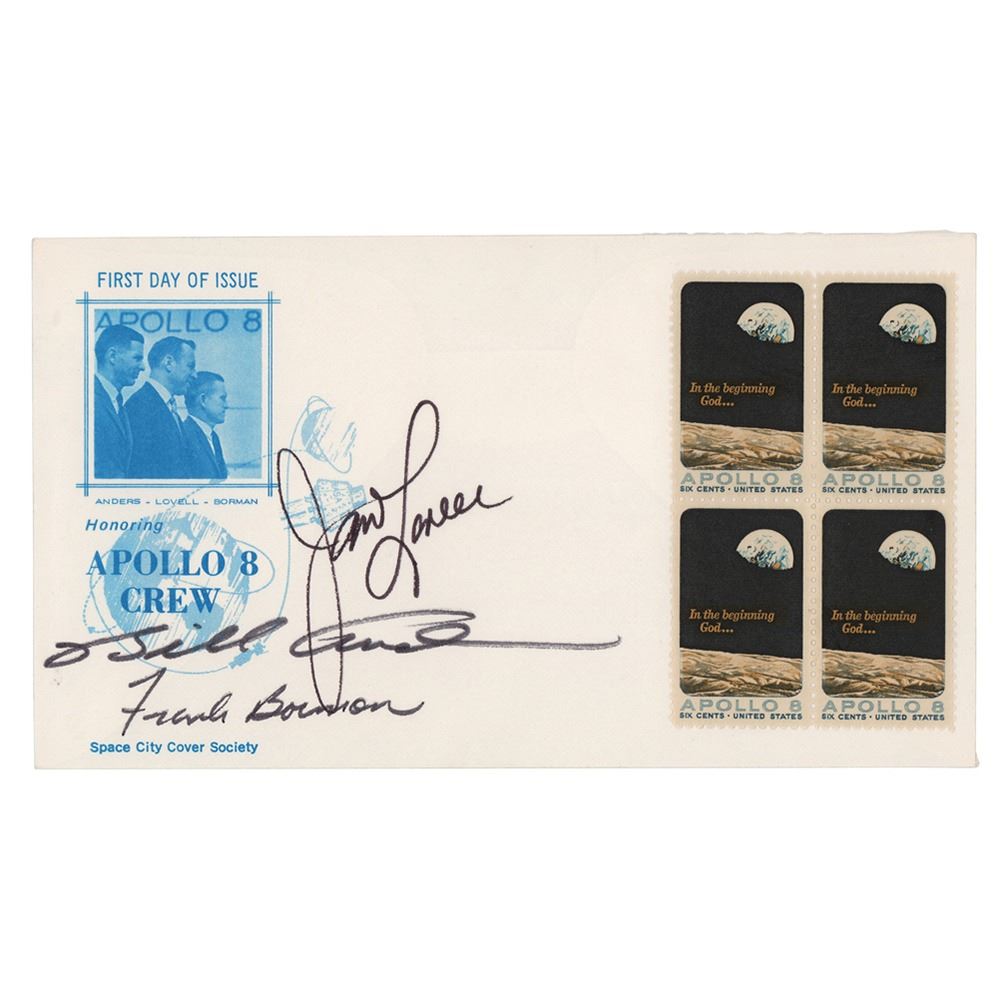 FIRST DAY OF ISSUE
APOLLO 8
ANDERS - LOVELL - BORMAN
Honoring
APOLLO 8
CREW
Jim Lovell
Bill Anders
Frank Borman
Space City Cover Society
In the beginning
God...
APOLLO 8
SIX CENTS • UNITED STATES
In the beginning
God...
APOLLO 8
SIX CENTS • UNITED STATES
In the beginning
God...
APOLLO 8
SIX CENTS • UNITED STATES
In the beginning
God...
APOLLO 8
SIX CENTS • UNITED STATES